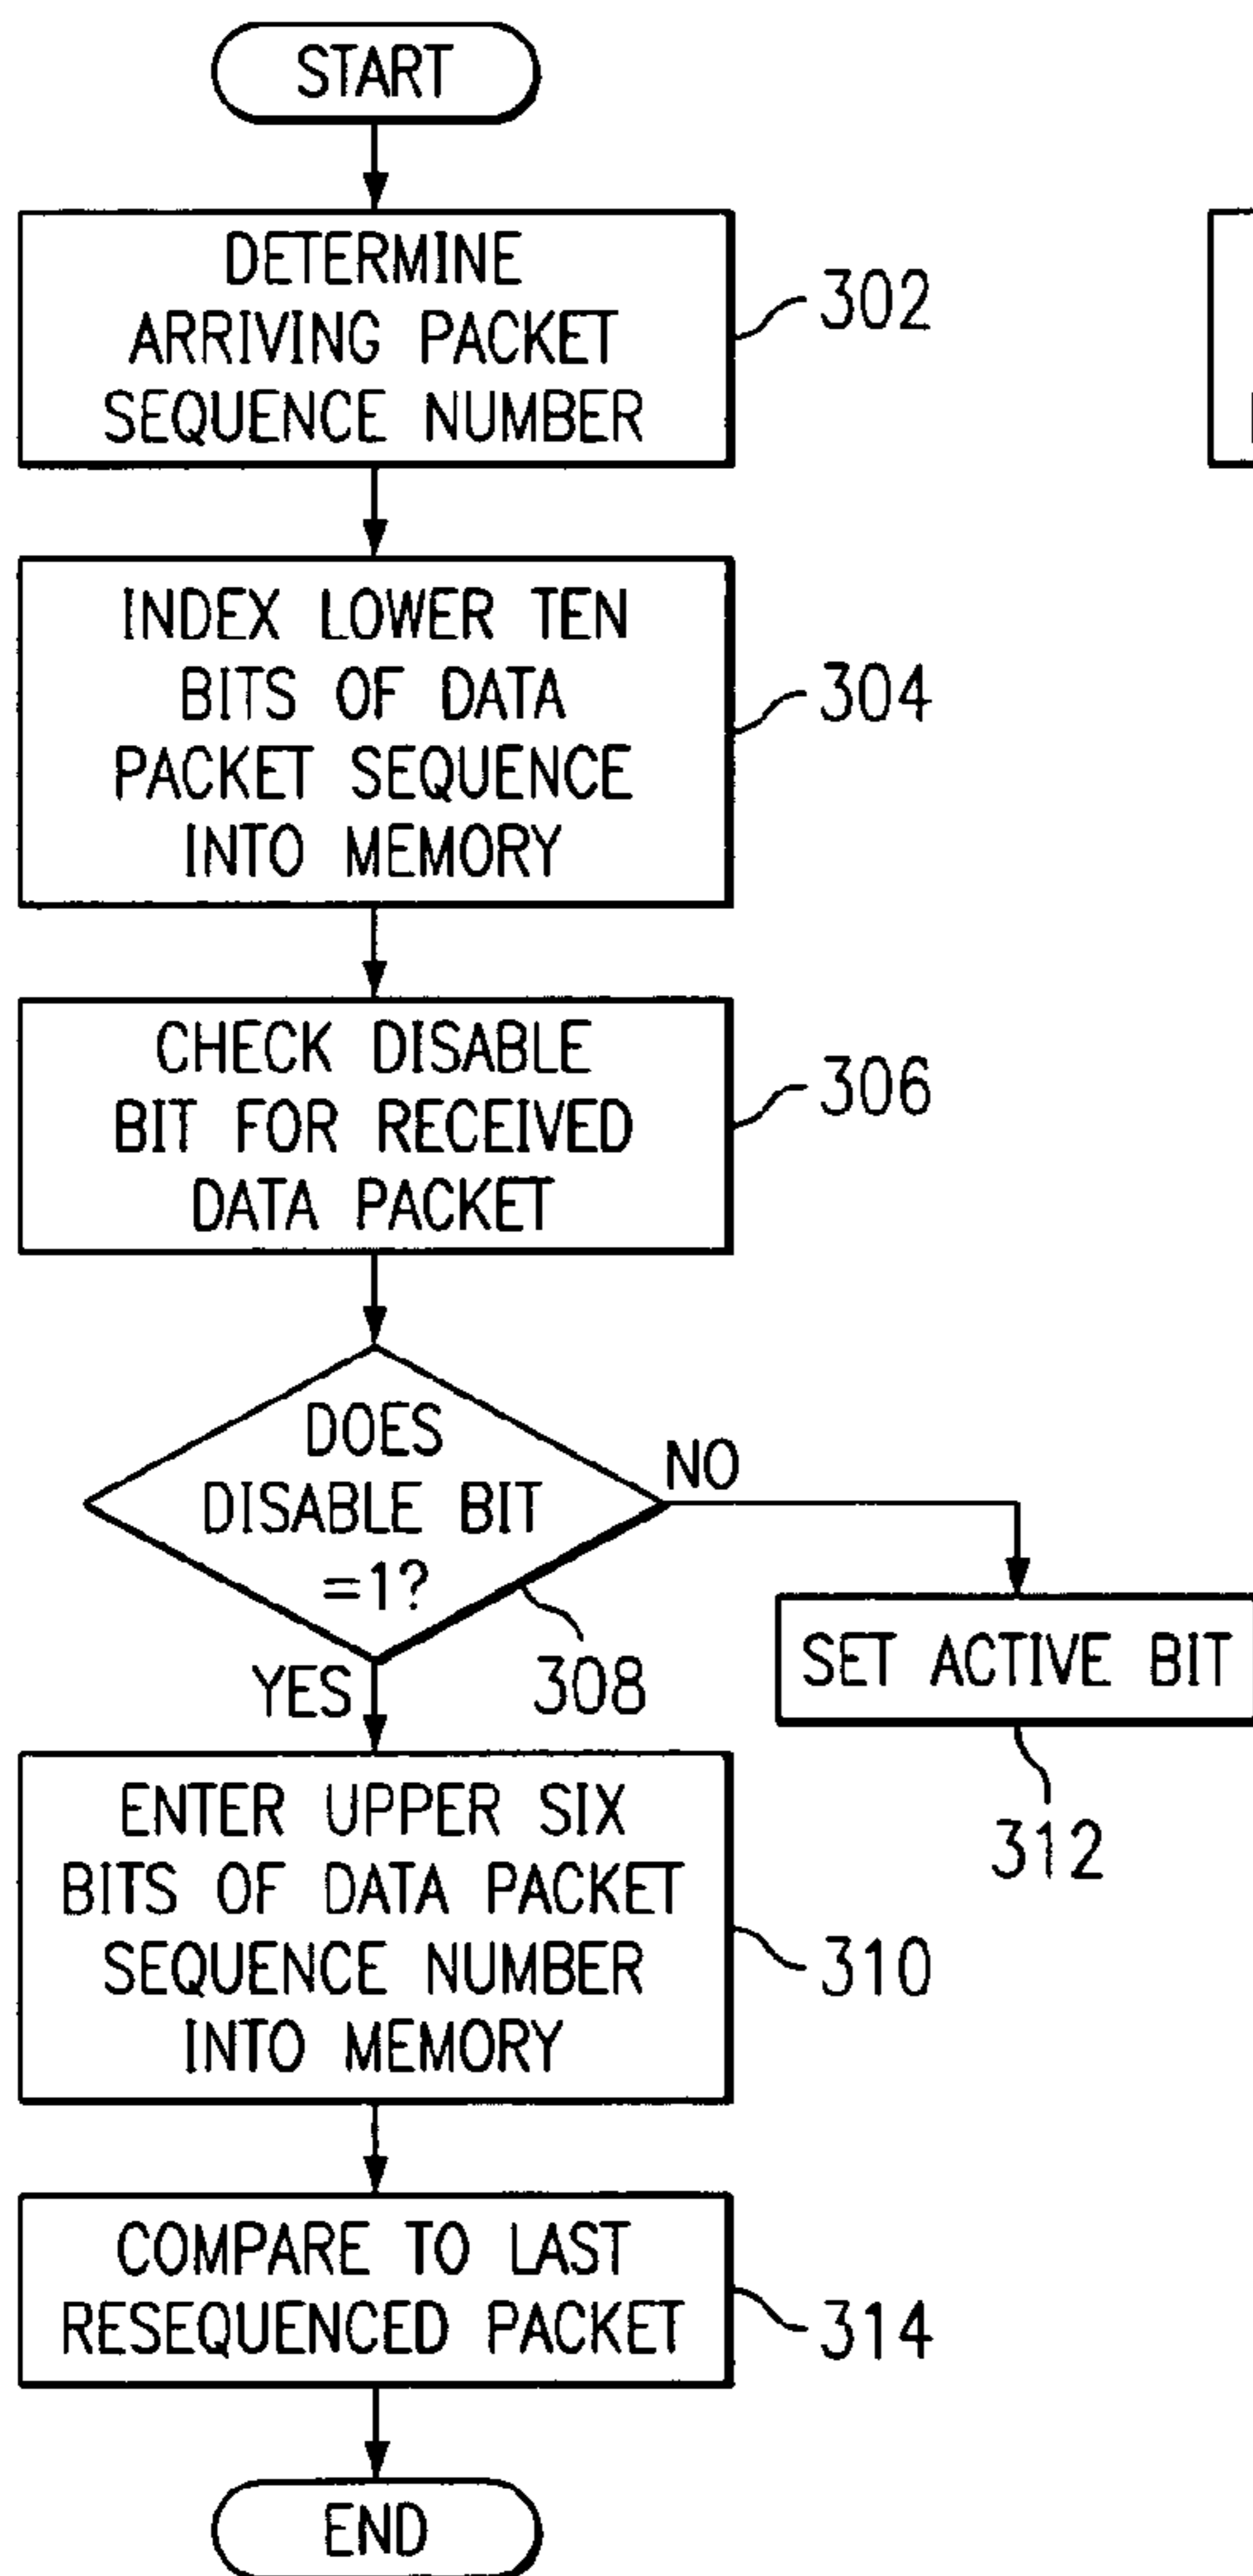 START
DETERMINE
ARRIVING PACKET
SEQUENCE NUMBER
302
INDEX LOWER TEN
BITS OF DATA
PACKET SEQUENCE
INTO MEMORY
304
CHECK DISABLE
BIT FOR RECEIVED
DATA PACKET
306
DOES
DISABLE BIT
=1?
308
NO
SET ACTIVE BIT
312
YES
ENTER UPPER SIX
BITS OF DATA PACKET
SEQUENCE NUMBER
INTO MEMORY
310
COMPARE TO LAST
RESEQUENCED PACKET
314
END